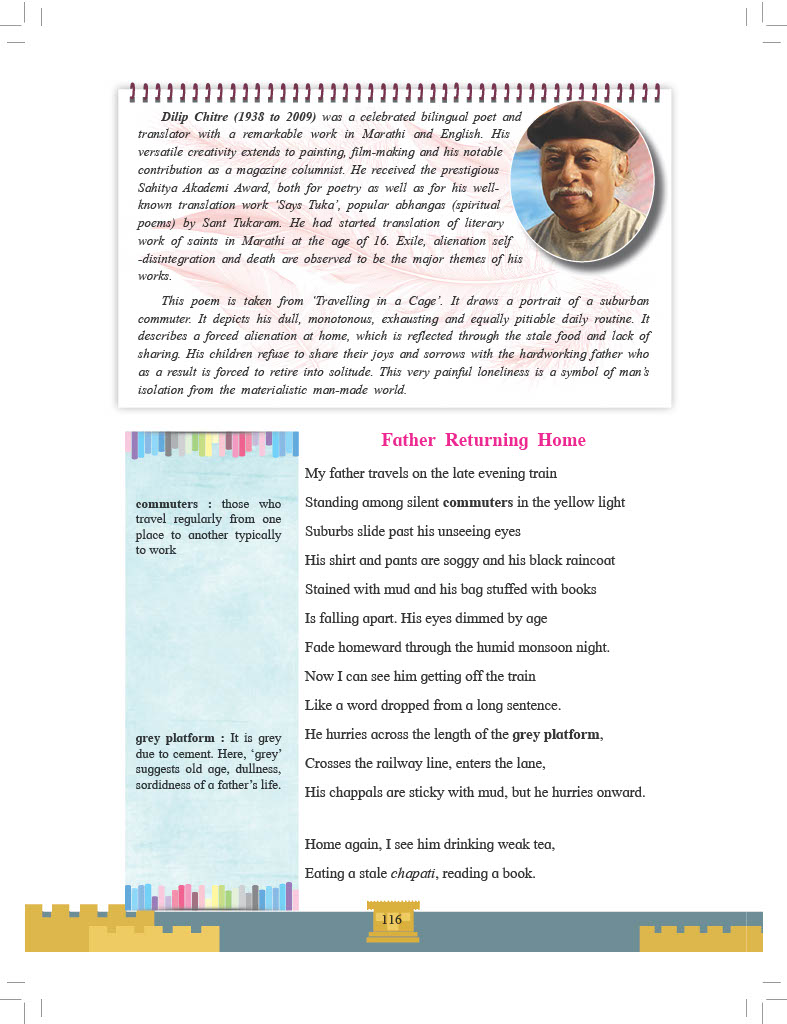 Dilip Chitre (1938 to 2009) was a celebrated bilingual poet and
translator with a remarkable work in Marathi and English. His
versatile creativity extends to painting, film-making and his notable
contribution as a magazine columnist. He received the prestigious
Sahitya Akademi Award, both for poetry as well as for his well-
known translation work 'Says Tuka', popular abhangas (spiritual
poems) by Sant Tukaram. He had started translation of literary
work of saints in Marathi at the age of 16. Exile, alienation self
-disintegration and death are observed to be the major themes of his
works.
This poem is taken from 'Travelling in a Cage'. It draws a portrait of a suburban
commuter. It depicts his dull, monotonous, exhausting and equally pitiable daily routine. It
describes a forced alienation at home, which is reflected through the stale food and lack of
sharing. His children refuse to share their joys and sorrows with the hardworking father who
as a result is forced to retire into solitude. This very painful loneliness is a symbol of man's
isolation from the materialistic man-made world.
commuters : those who
travel regularly from one
place to another typically
to work
grey platform : It is grey
due to cement. Here, 'grey'
suggests old age, dullness,
sordidness of a father's life.
Father Returning Home
My father travels on the late evening train
Standing among silent commuters in the yellow light
Suburbs slide past his unseeing eyes
His shirt and pants are soggy and his black raincoat
Stained with mud and his bag stuffed with books
Is falling apart. His eyes dimmed by age
Fade homeward through the humid monsoon night.
Now I can see him getting off the train
Like a word dropped from a long sentence.
He hurries across the length of the grey platform,
Crosses the railway line, enters the lane,
His chappals are sticky with mud, but he hurries onward.
Home again, I see him drinking weak tea,
Eating a stale chapati, reading a book.
116